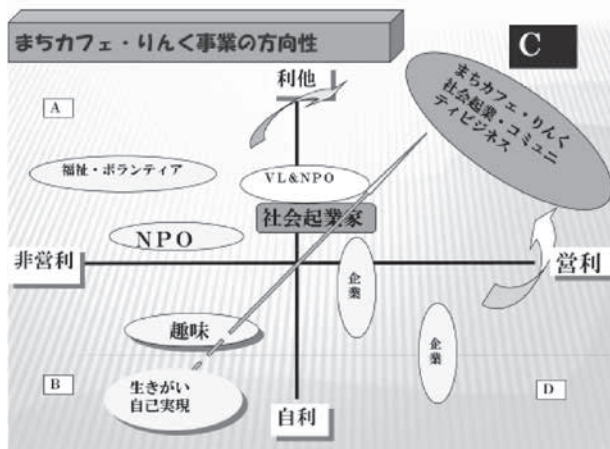 まちカフェ・りんく事業の方向性
C
利他
まちカフェ・りんく
社会起業・コミュニ
ティビジネス
A
福祉・ボランティア
VL&NPO
社会起業家
NPO
非営利
営利
企業
趣味
企業
B
生きがい
自己実現
D
自利